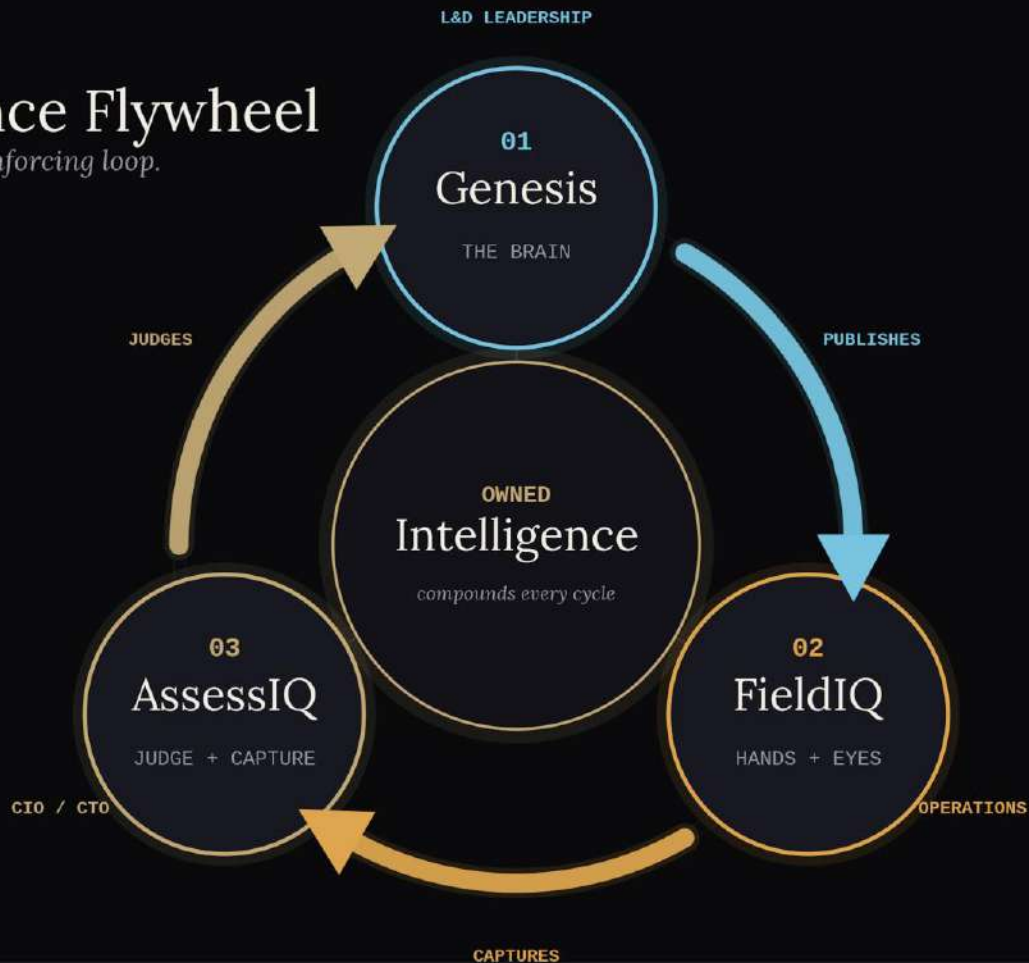 L&D LEADERSHIP
nce Flywheel
nforcing loop.
01
Genesis
THE BRAIN
JUDGES
PUBLISHES
OWNED
Intelligence
compounds every cycle
03
AssessIQ
JUDGE + CAPTURE
02
FieldIQ
HANDS + EYES
CIO / CTO
OPERATIONS
CAPTURES